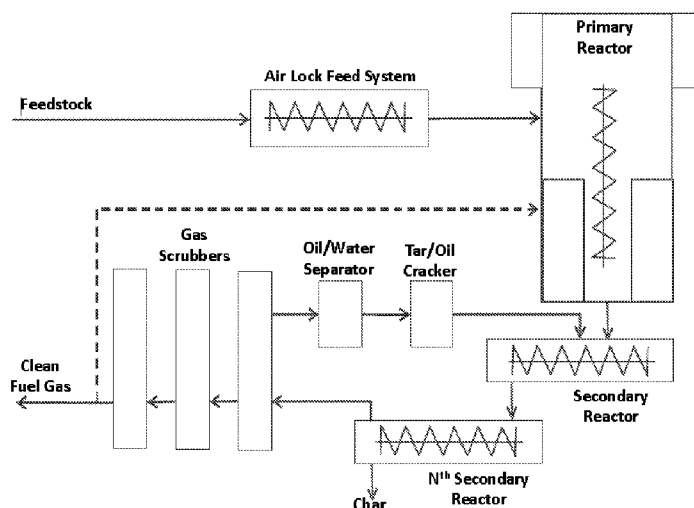 Primary
Reactor
Air Lock Feed System
Feedstock
Gas
Scrubbers
Oil/Water
Separator
Tar/Oil
Cracker
Clean
Fuel Gas
Secondary
Reactor
Nth Secondary
Reactor
Char